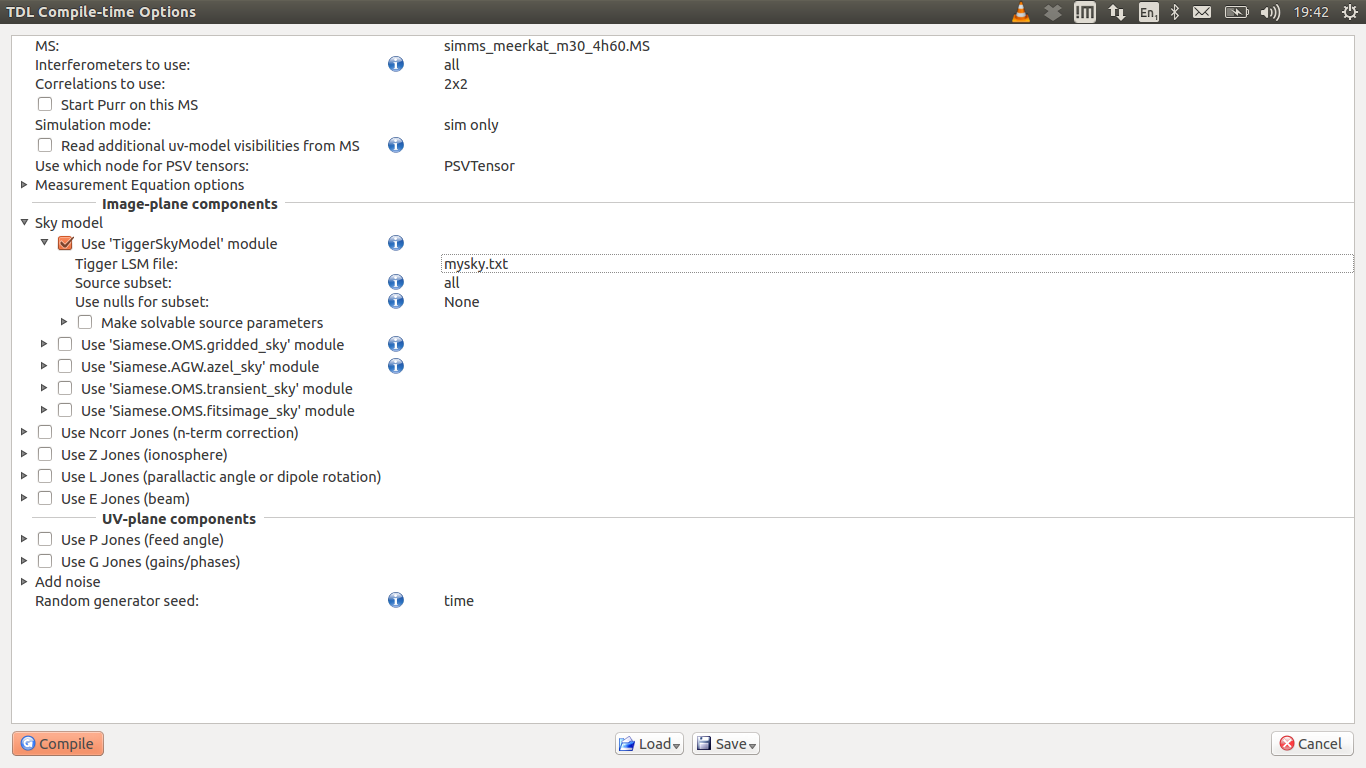 TDL Compile-time Options
!M
En1
19:42
MS: simms_meerkat_m30_4h60.MS
Interferometers to use: all
Correlations to use: 2x2
Start Purr on this MS
Simulation mode: sim only
Read additional uv-model visibilities from MS
Use which node for PSV tensors: PSVTensor
Measurement Equation options
Image-plane components
Sky model
Use 'TiggerSkyModel' module
Tigger LSM file: mysky.txt
Source subset: all
Use nulls for subset: None
Make solvable source parameters
Use 'Siamese.OMS.gridded_sky' module
Use 'Siamese.AGW.azel_sky' module
Use 'Siamese.OMS.transient_sky' module
Use 'Siamese.OMS.fitsimage_sky' module
Use Ncorr Jones (n-term correction)
Use Z Jones (ionosphere)
Use L Jones (parallactic angle or dipole rotation)
Use E Jones (beam)
UV-plane components
Use P Jones (feed angle)
Use G Jones (gains/phases)
Add noise
Random generator seed: time
Compile Load Save Cancel